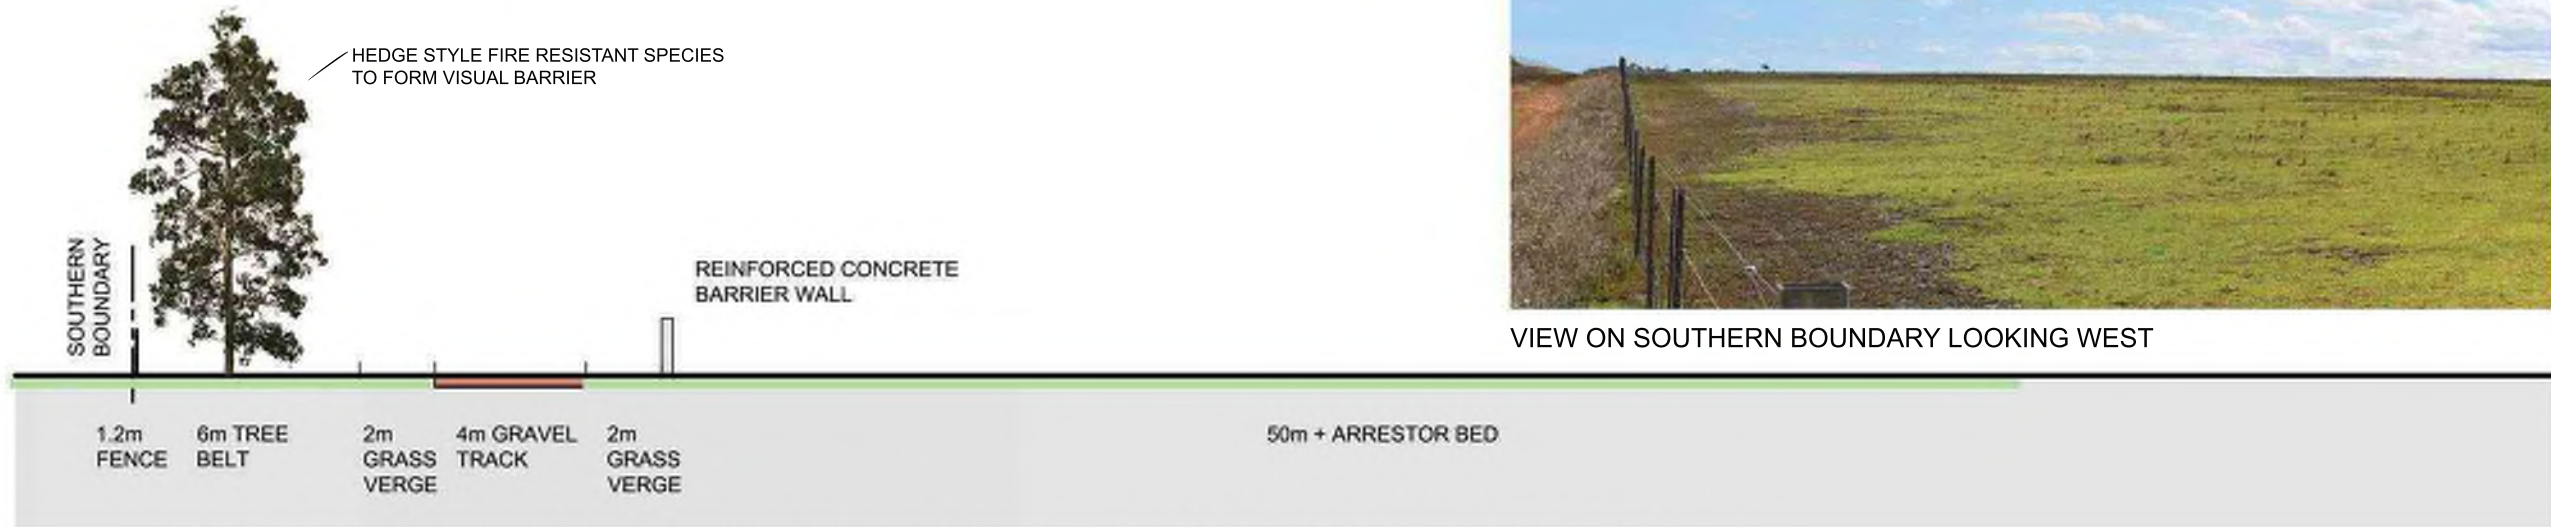 HEDGE STYLE FIRE RESISTANT SPECIES
TO FORM VISUAL BARRIER
SOUTHERN
BOUNDARY
REINFORCED CONCRETE
BARRIER WALL
VIEW ON SOUTHERN BOUNDARY LOOKING WEST
1.2m
FENCE
6m TREE
BELT
2m
GRASS
VERGE
4m GRAVEL
TRACK
2m
GRASS
VERGE
50m + ARRESTOR BED